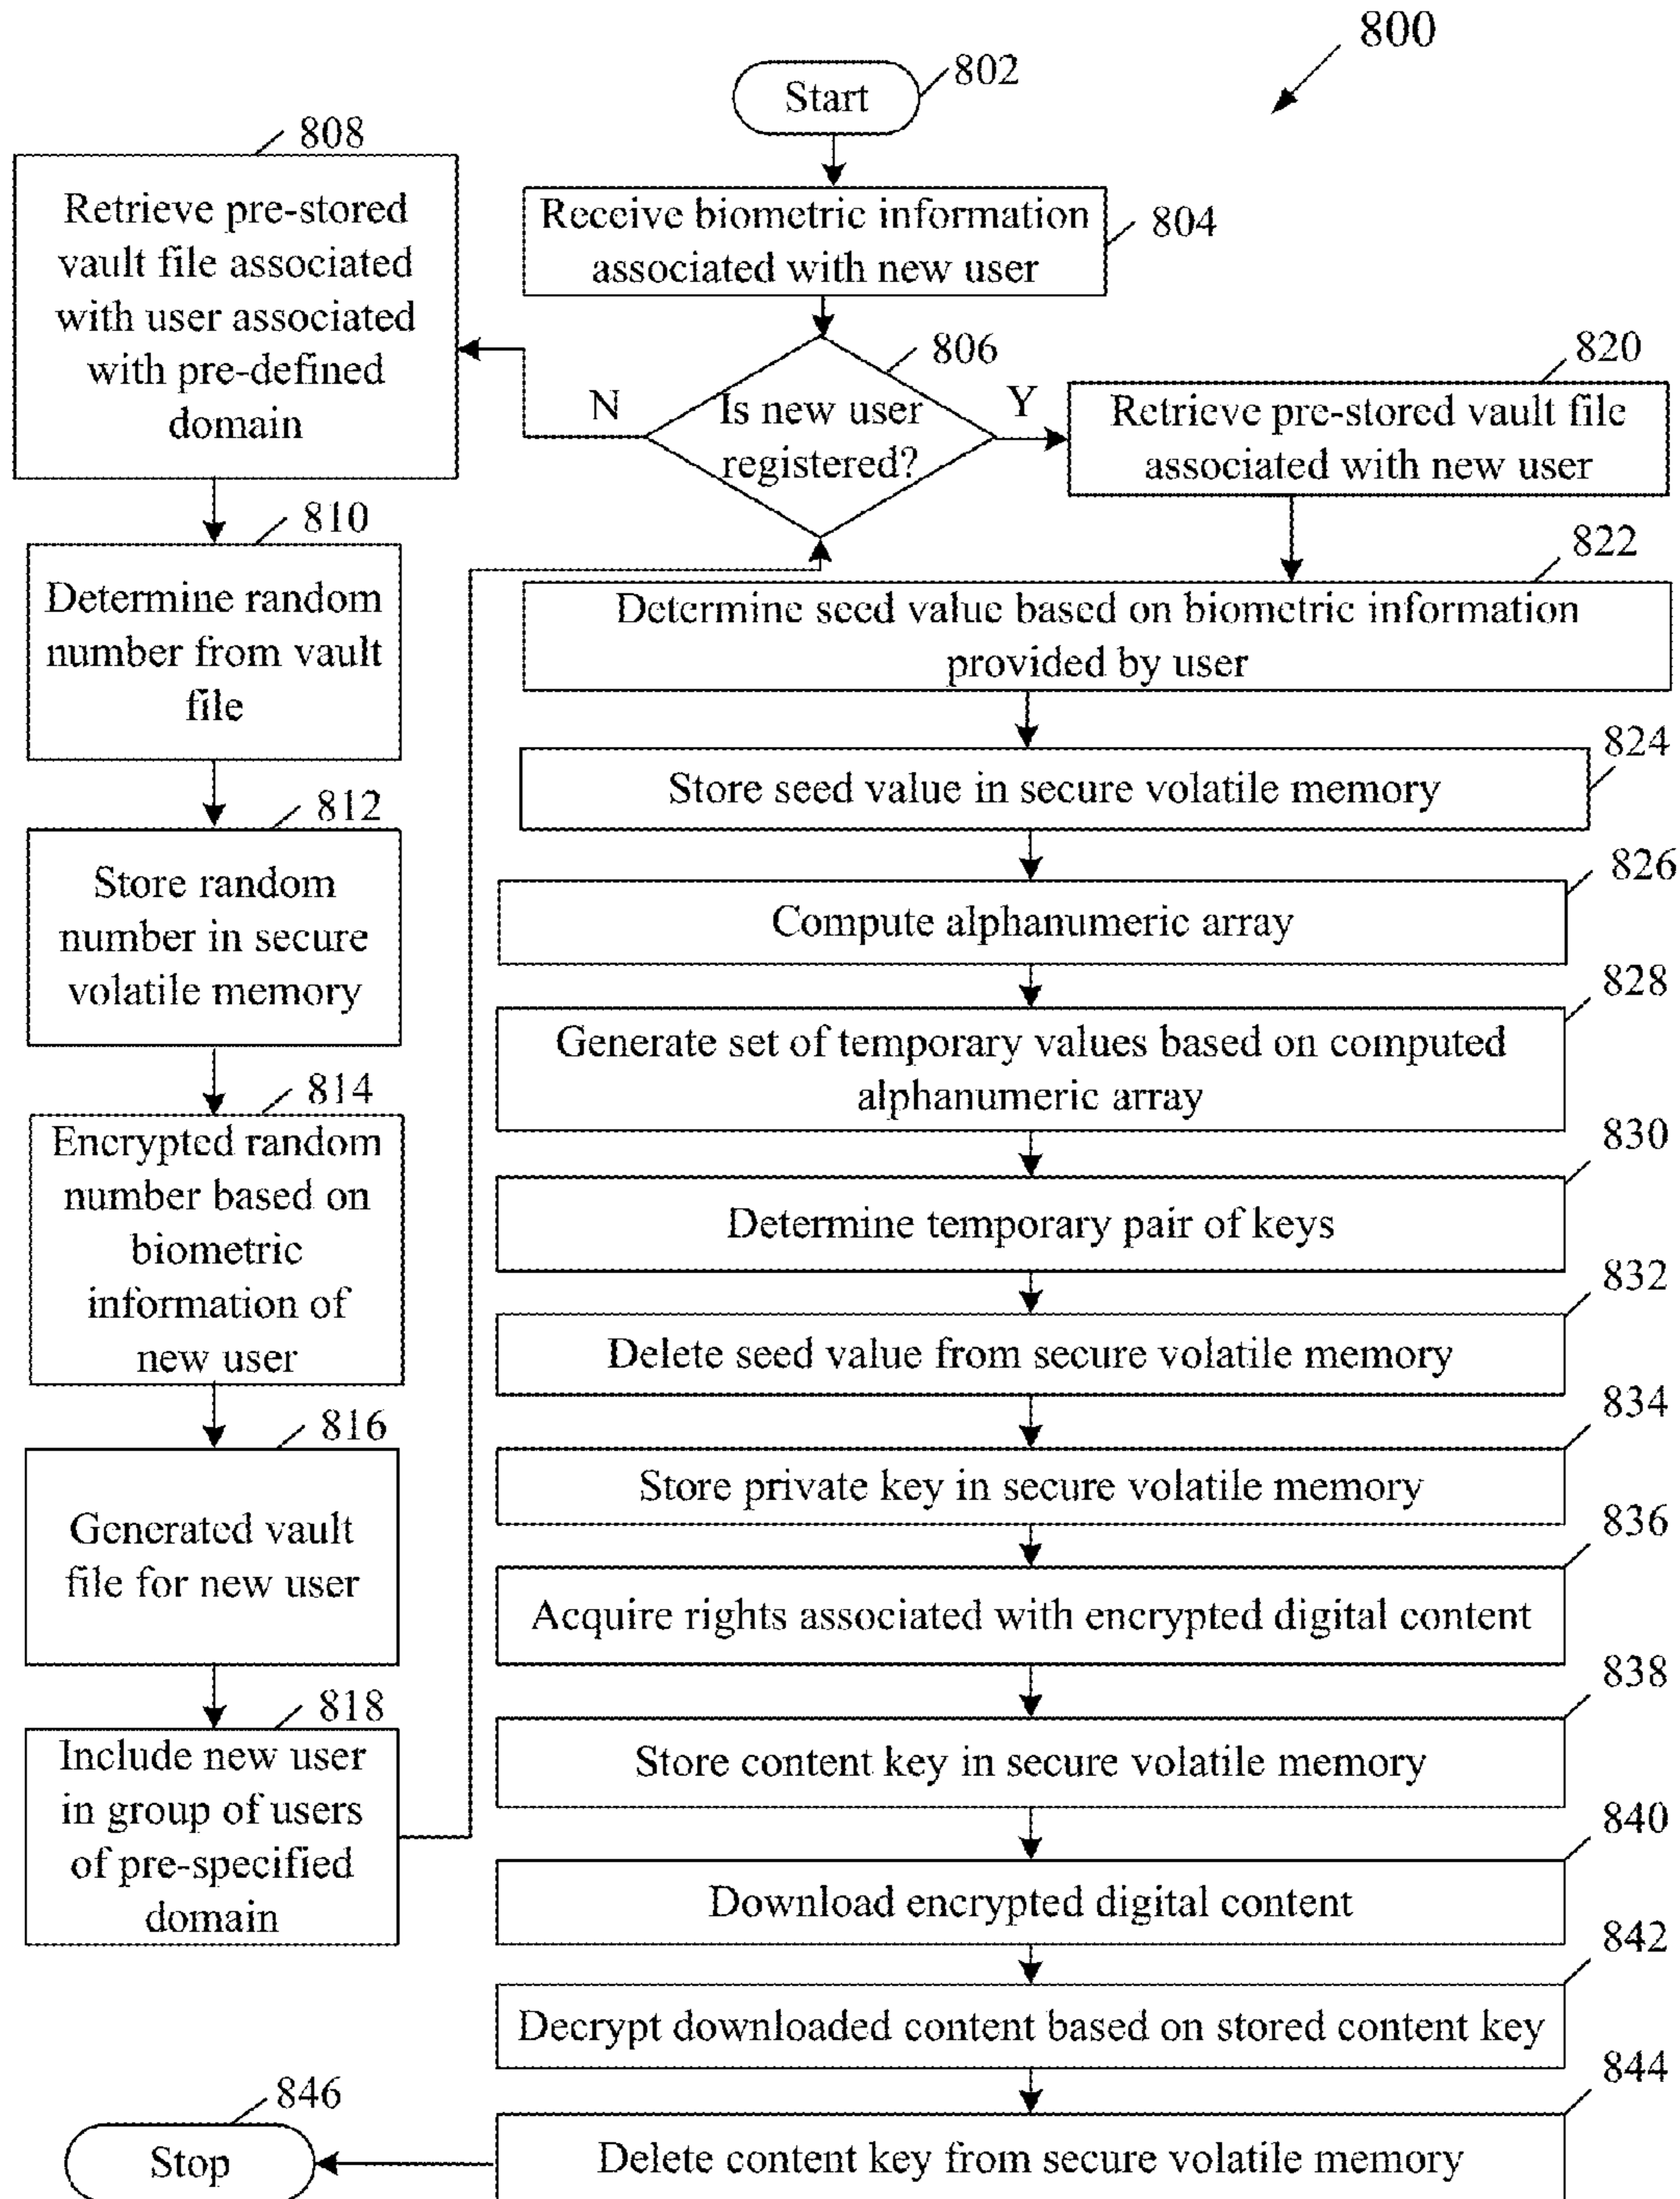 800
Start
802
Receive biometric information
associated with new user
804
Is new user
registered?
806
N
Y
808
Retrieve pre-stored
vault file associated
with user associated
with pre-defined
domain
810
Determine random
number from vault
file
812
Store random
number in secure
volatile memory
814
Encrypted random
number based on
biometric
information of
new user
816
Generated vault
file for new user
818
Include new user
in group of users
of pre-specified
domain
820
Retrieve pre-stored vault file
associated with new user
822
Determine seed value based on biometric information
provided by user
824
Store seed value in secure volatile memory
826
Compute alphanumeric array
828
Generate set of temporary values based on computed
alphanumeric array
830
Determine temporary pair of keys
832
Delete seed value from secure volatile memory
834
Store private key in secure volatile memory
836
Acquire rights associated with encrypted digital content
838
Store content key in secure volatile memory
840
Download encrypted digital content
842
Decrypt downloaded content based on stored content key
844
Delete content key from secure volatile memory
846
Stop